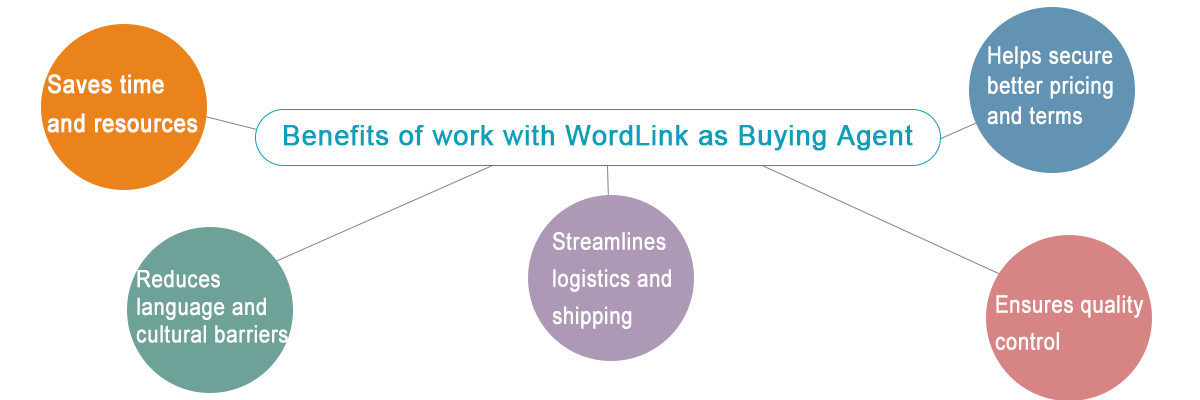 Benefits of work with WordLink as Buying Agent
Saves time
and resources
Reduces
language and
cultural barriers
Streamlines
logistics and
shipping
Ensures quality
control
Helps secure
better pricing
and terms